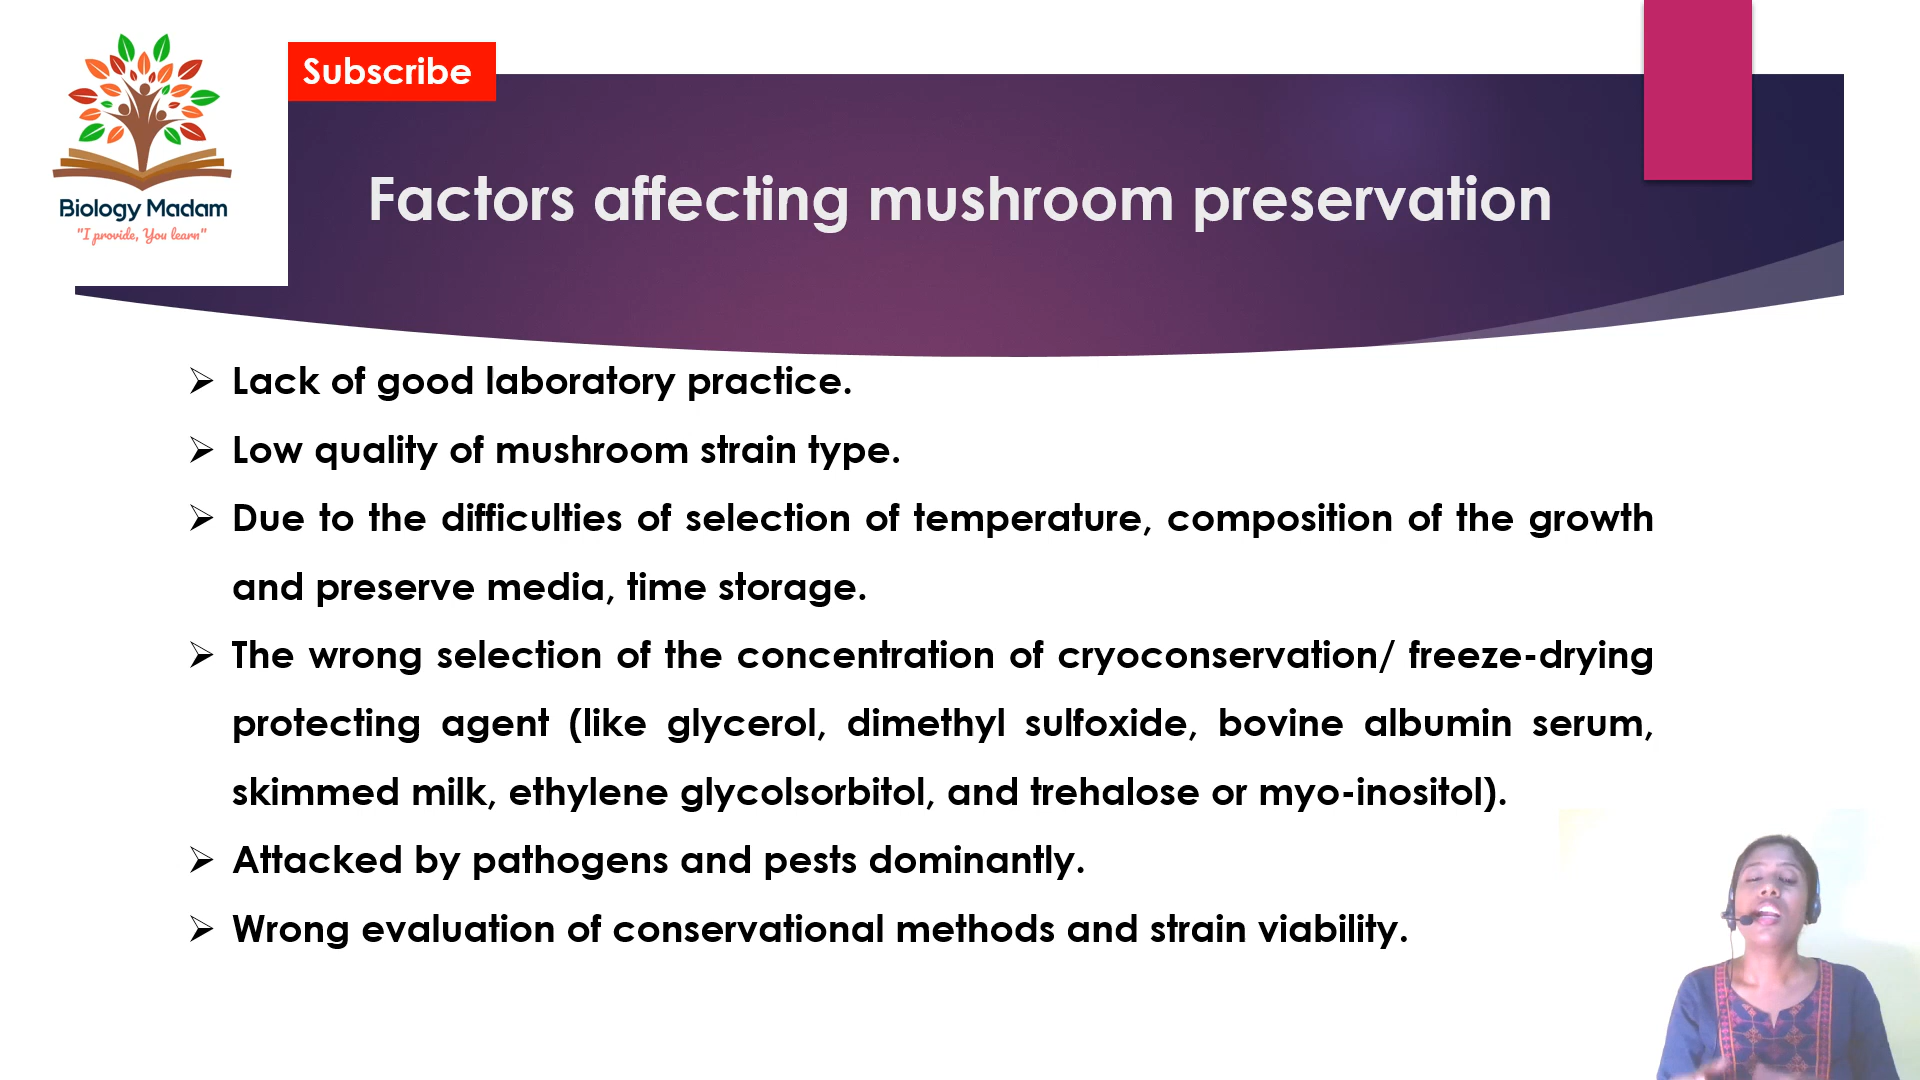 Subscribe
Biology Madam
"I provide, You learn"
Factors affecting mushroom preservation
Lack of good laboratory practice.
Low quality of mushroom strain type.
Due to the difficulties of selection of temperature, composition of the growth
and preserve media, time storage.
The wrong selection of the concentration of cryoconservation/ freeze-drying
protecting agent (like glycerol, dimethyl sulfoxide, bovine albumin serum,
skimmed milk, ethylene glycolsorbitol, and trehalose or myo-inositol).
Attacked by pathogens and pests dominantly.
Wrong evaluation of conservational methods and strain viability.